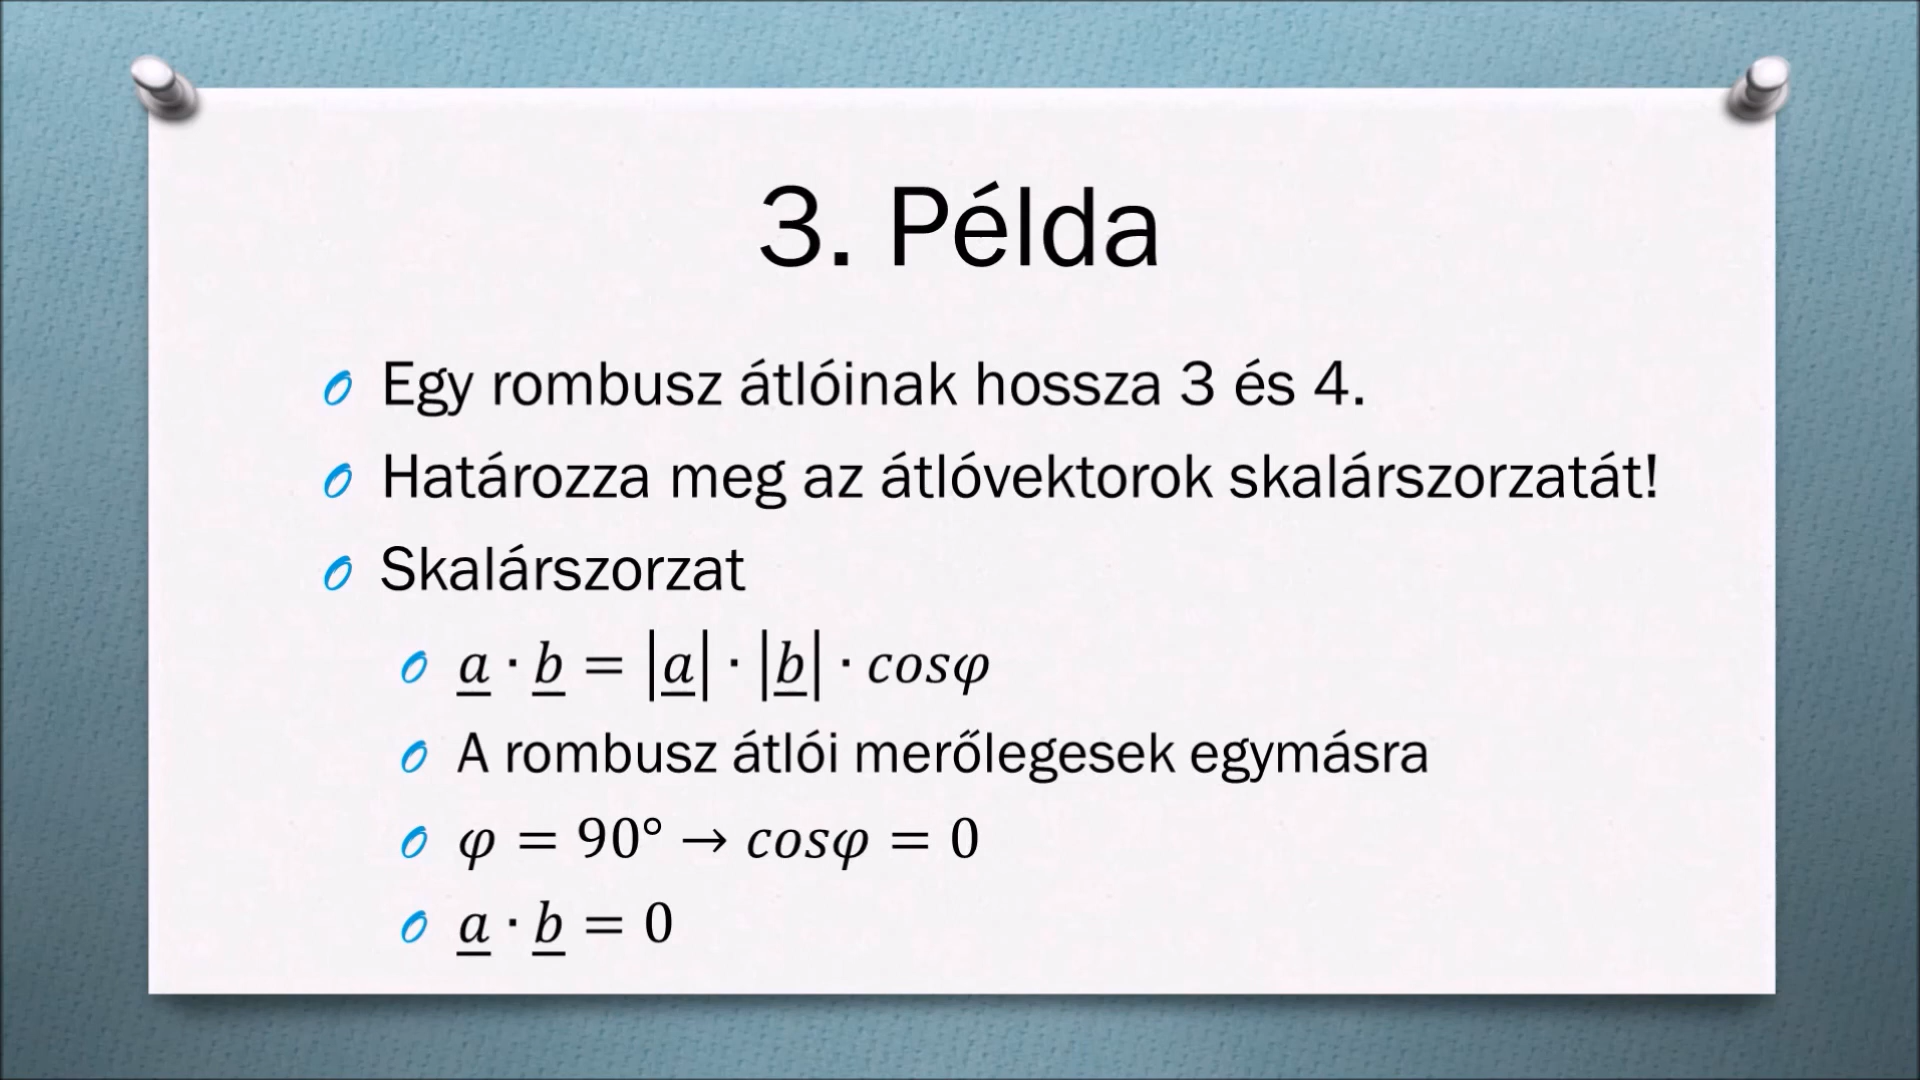 3. Példa
Egy rombusz átlóinak hossza 3 és 4.
Határozza meg az átlóvektorok skalárszorzatát!
Skalárszorzat
a · b = |a| · |b| · cosφ
A rombusz átlói merőlegesek egymásra
φ = 90° → cosφ = 0
a · b = 0